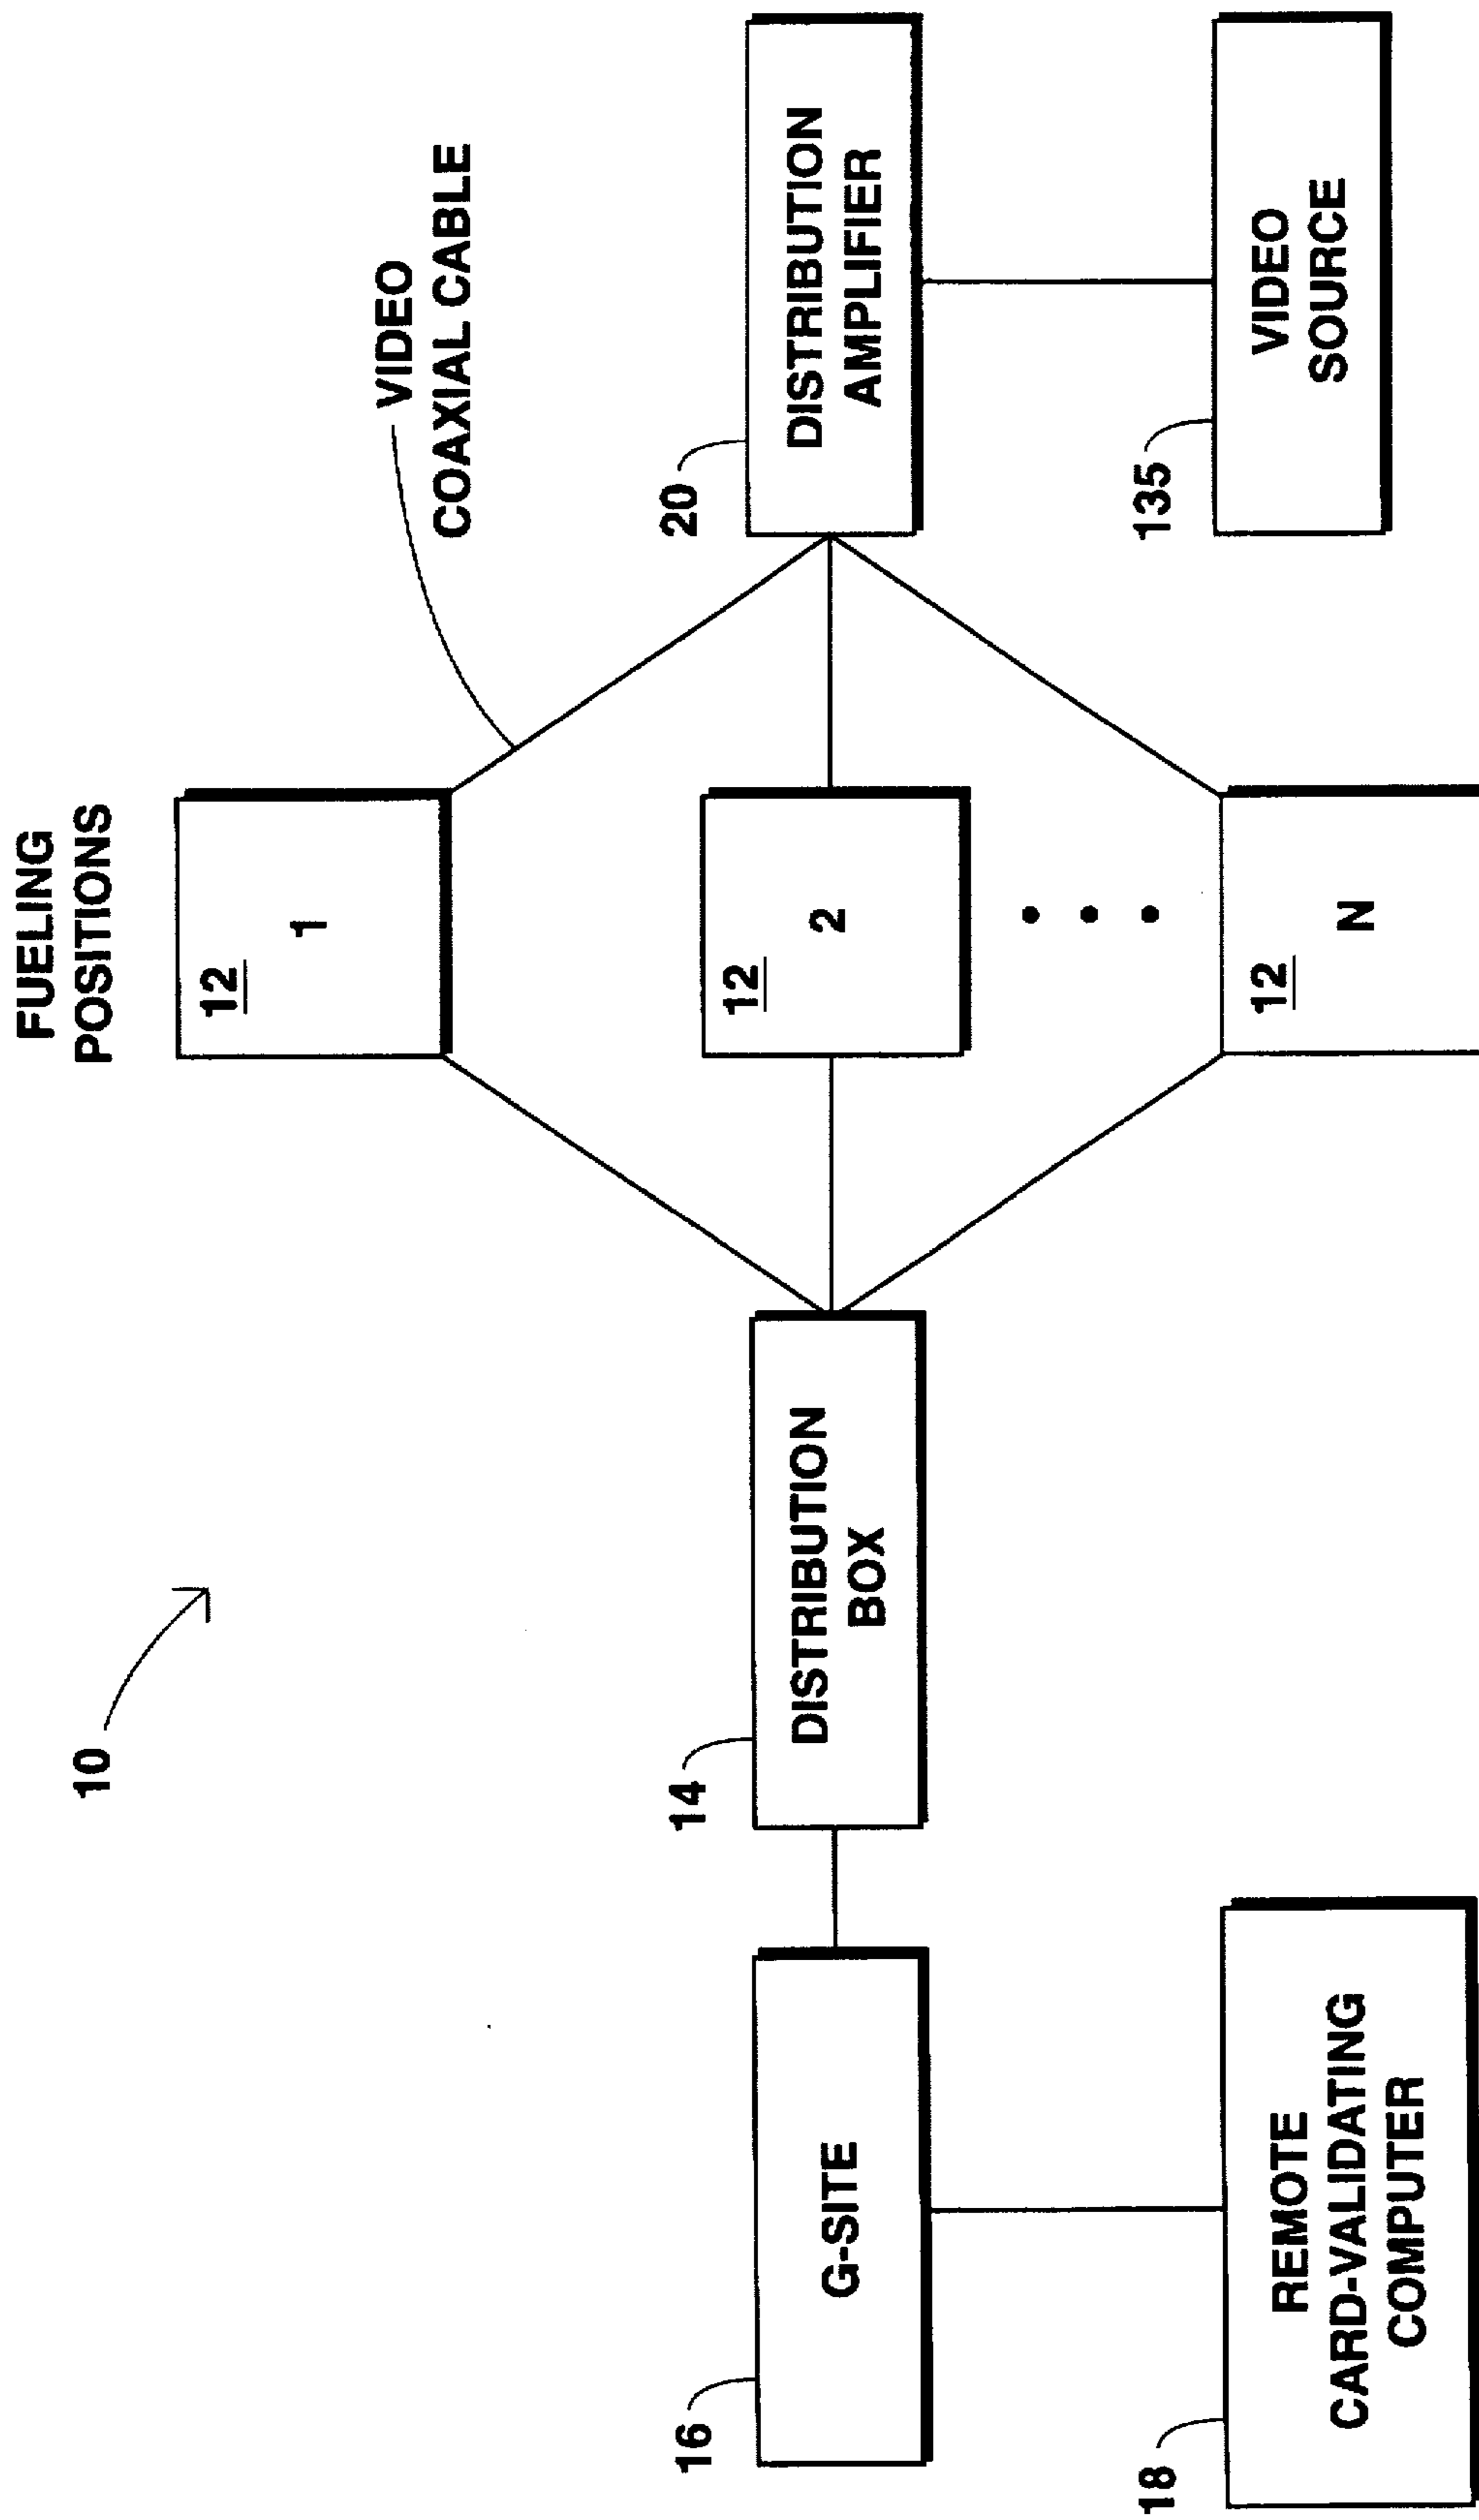 10
FUELING
POSITIONS
12
1
VIDEO
COAXIAL CABLE
16
G-SITE
14
DISTRIBUTION
BOX
12
2
20
DISTRIBUTION
AMPLIFIER
18
REMOTE
CARD-VALIDATING
COMPUTER
12
N
135
VIDEO
SOURCE